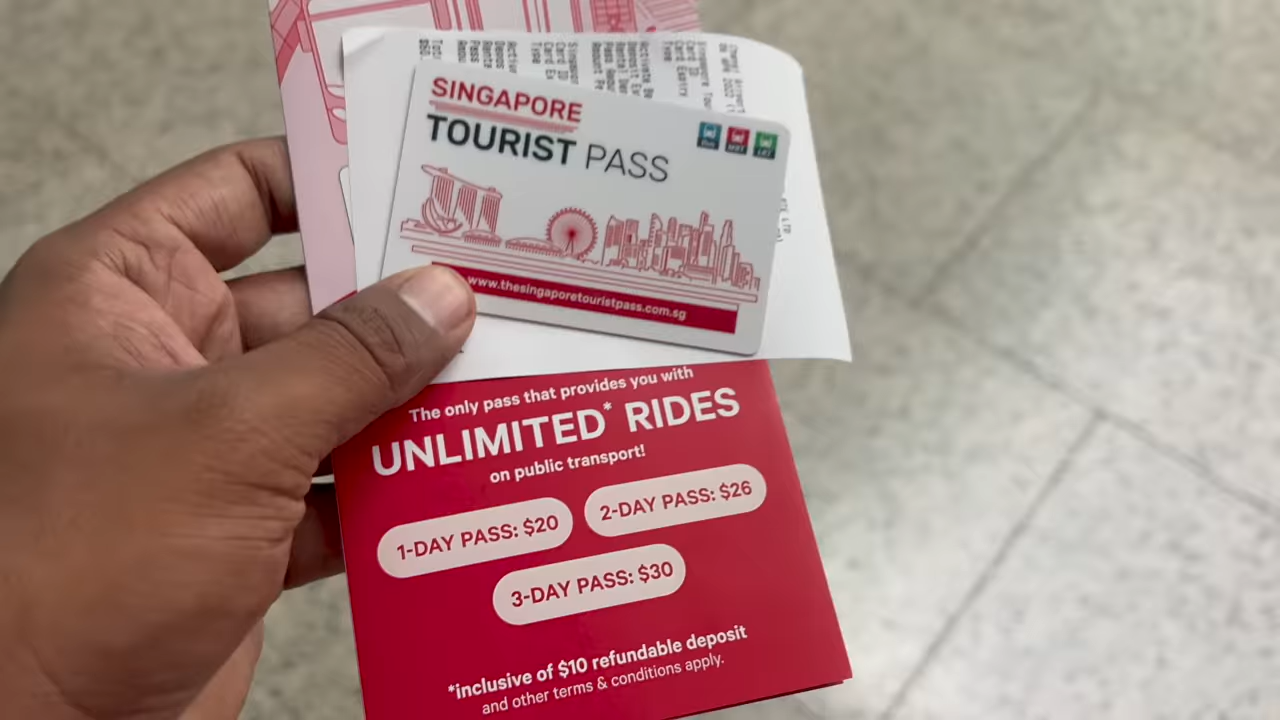 SINGAPORE
TOURIST PASS
Bus MRT LRT
www.thesingaporetouristpass.com.sg
The only pass that provides you with
UNLIMITED* RIDES
on public transport!
1-DAY PASS: $20
2-DAY PASS: $26
3-DAY PASS: $30
*inclusive of $10 refundable deposit
and other terms & conditions apply.